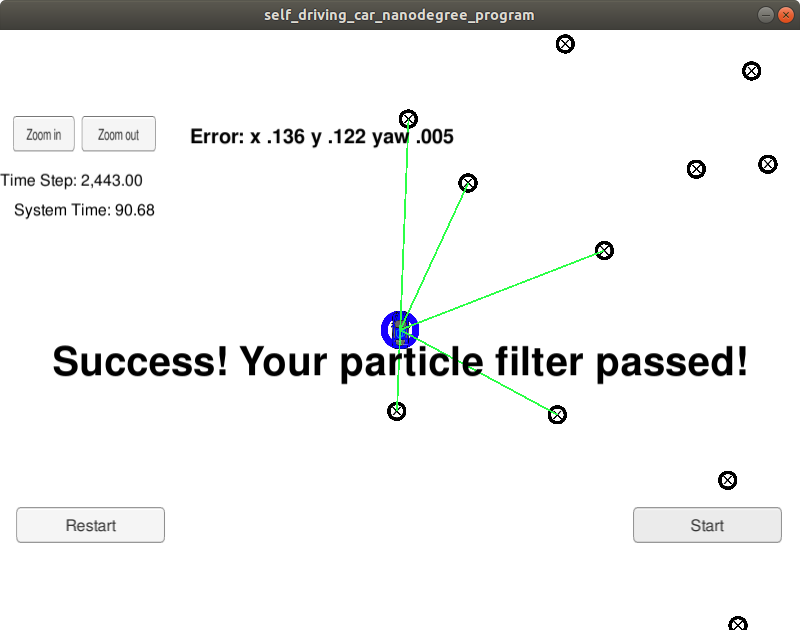 self_driving_car_nanodegree_program
Zoom in
Zoom out
Error: x .136 y .122 yaw .005
Time Step: 2,443.00
System Time: 90.68
Success! Your particle filter passed!
Restart
Start